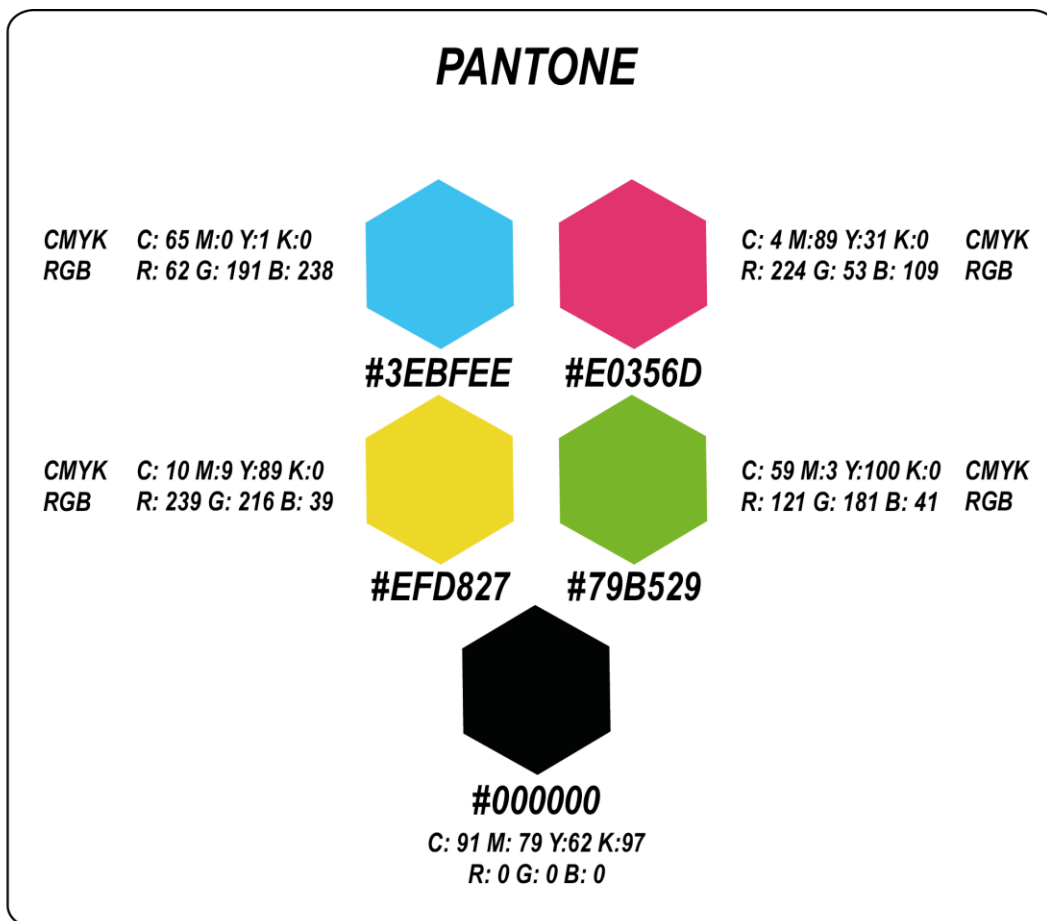 PANTONE
CMYK C: 65 M:0 Y:1 K:0
RGB R: 62 G: 191 B: 238
C: 4 M:89 Y:31 K:0 CMYK
R: 224 G: 53 B: 109 RGB
#3EBFEE
#E0356D
CMYK C: 10 M:9 Y:89 K:0
RGB R: 239 G: 216 B: 39
C: 59 M:3 Y:100 K:0 CMYK
R: 121 G: 181 B: 41 RGB
#EFD827
#79B529
#000000
C: 91 M: 79 Y:62 K:97
R: 0 G: 0 B: 0